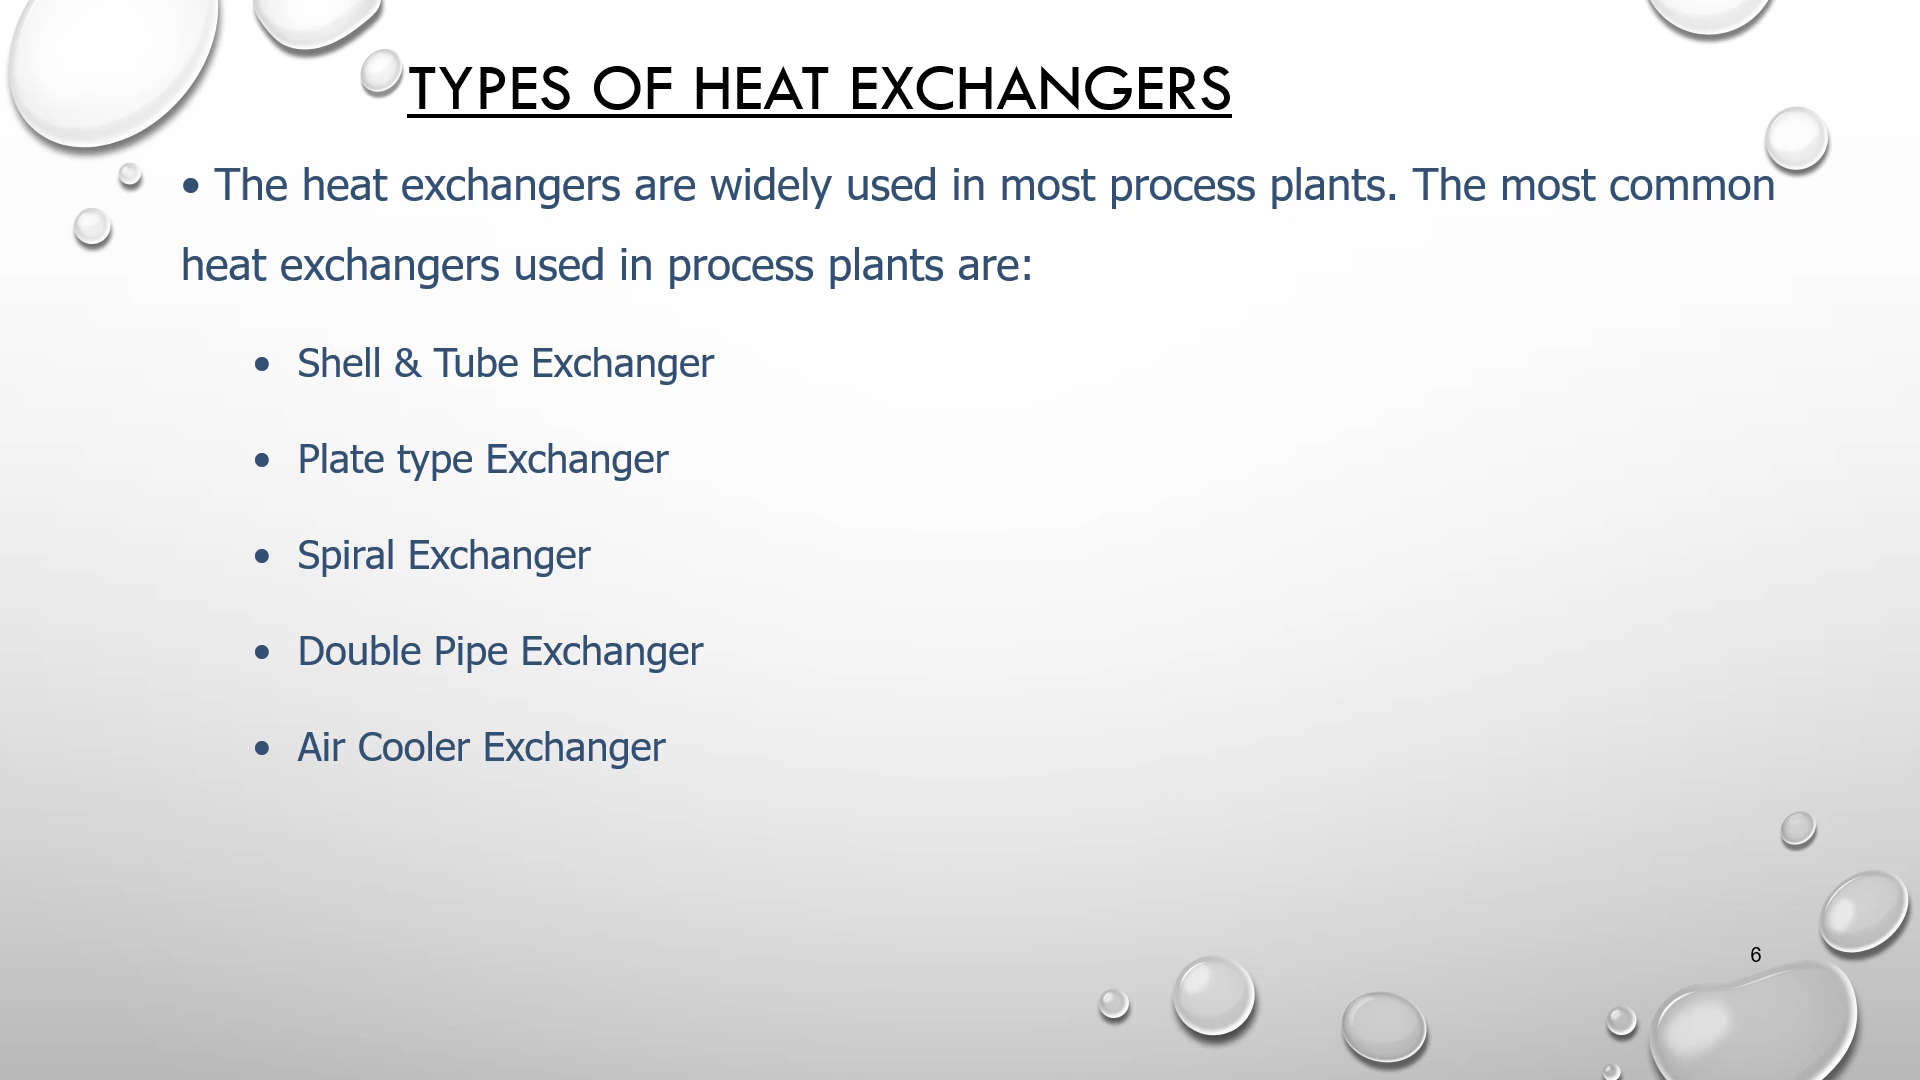 TYPES OF HEAT EXCHANGERS
• The heat exchangers are widely used in most process plants. The most common
heat exchangers used in process plants are:
• Shell & Tube Exchanger
• Plate type Exchanger
• Spiral Exchanger
• Double Pipe Exchanger
• Air Cooler Exchanger
6